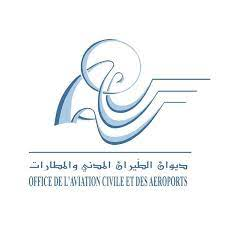 ديوان الطيران المدني والمطارات
OFFICE DE L'AVIATION CIVILE ET DES AEROPORTS